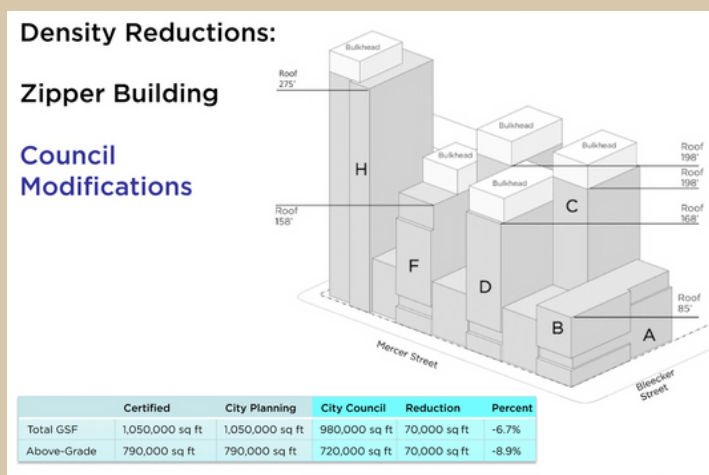 Density Reductions:
Zipper Building
Council
Modifications
Bulkhead
Roof
275'
H
Bulkhead
Bulkhead
Bulkhead
Bulkhead
Roof
198'
Roof
198'
C
Roof
158'
Roof
168'
F
D
Roof
85'
B
A
Mercer Street
Bleecker
Street
Certified City Planning City Council Reduction Percent
Total GSF 1,050,000 sq ft 1,050,000 sq ft 980,000 sq ft 70,000 sq ft -6.7%
Above-Grade 790,000 sq ft 790,000 sq ft 720,000 sq ft 70,000 sq ft -8.9%